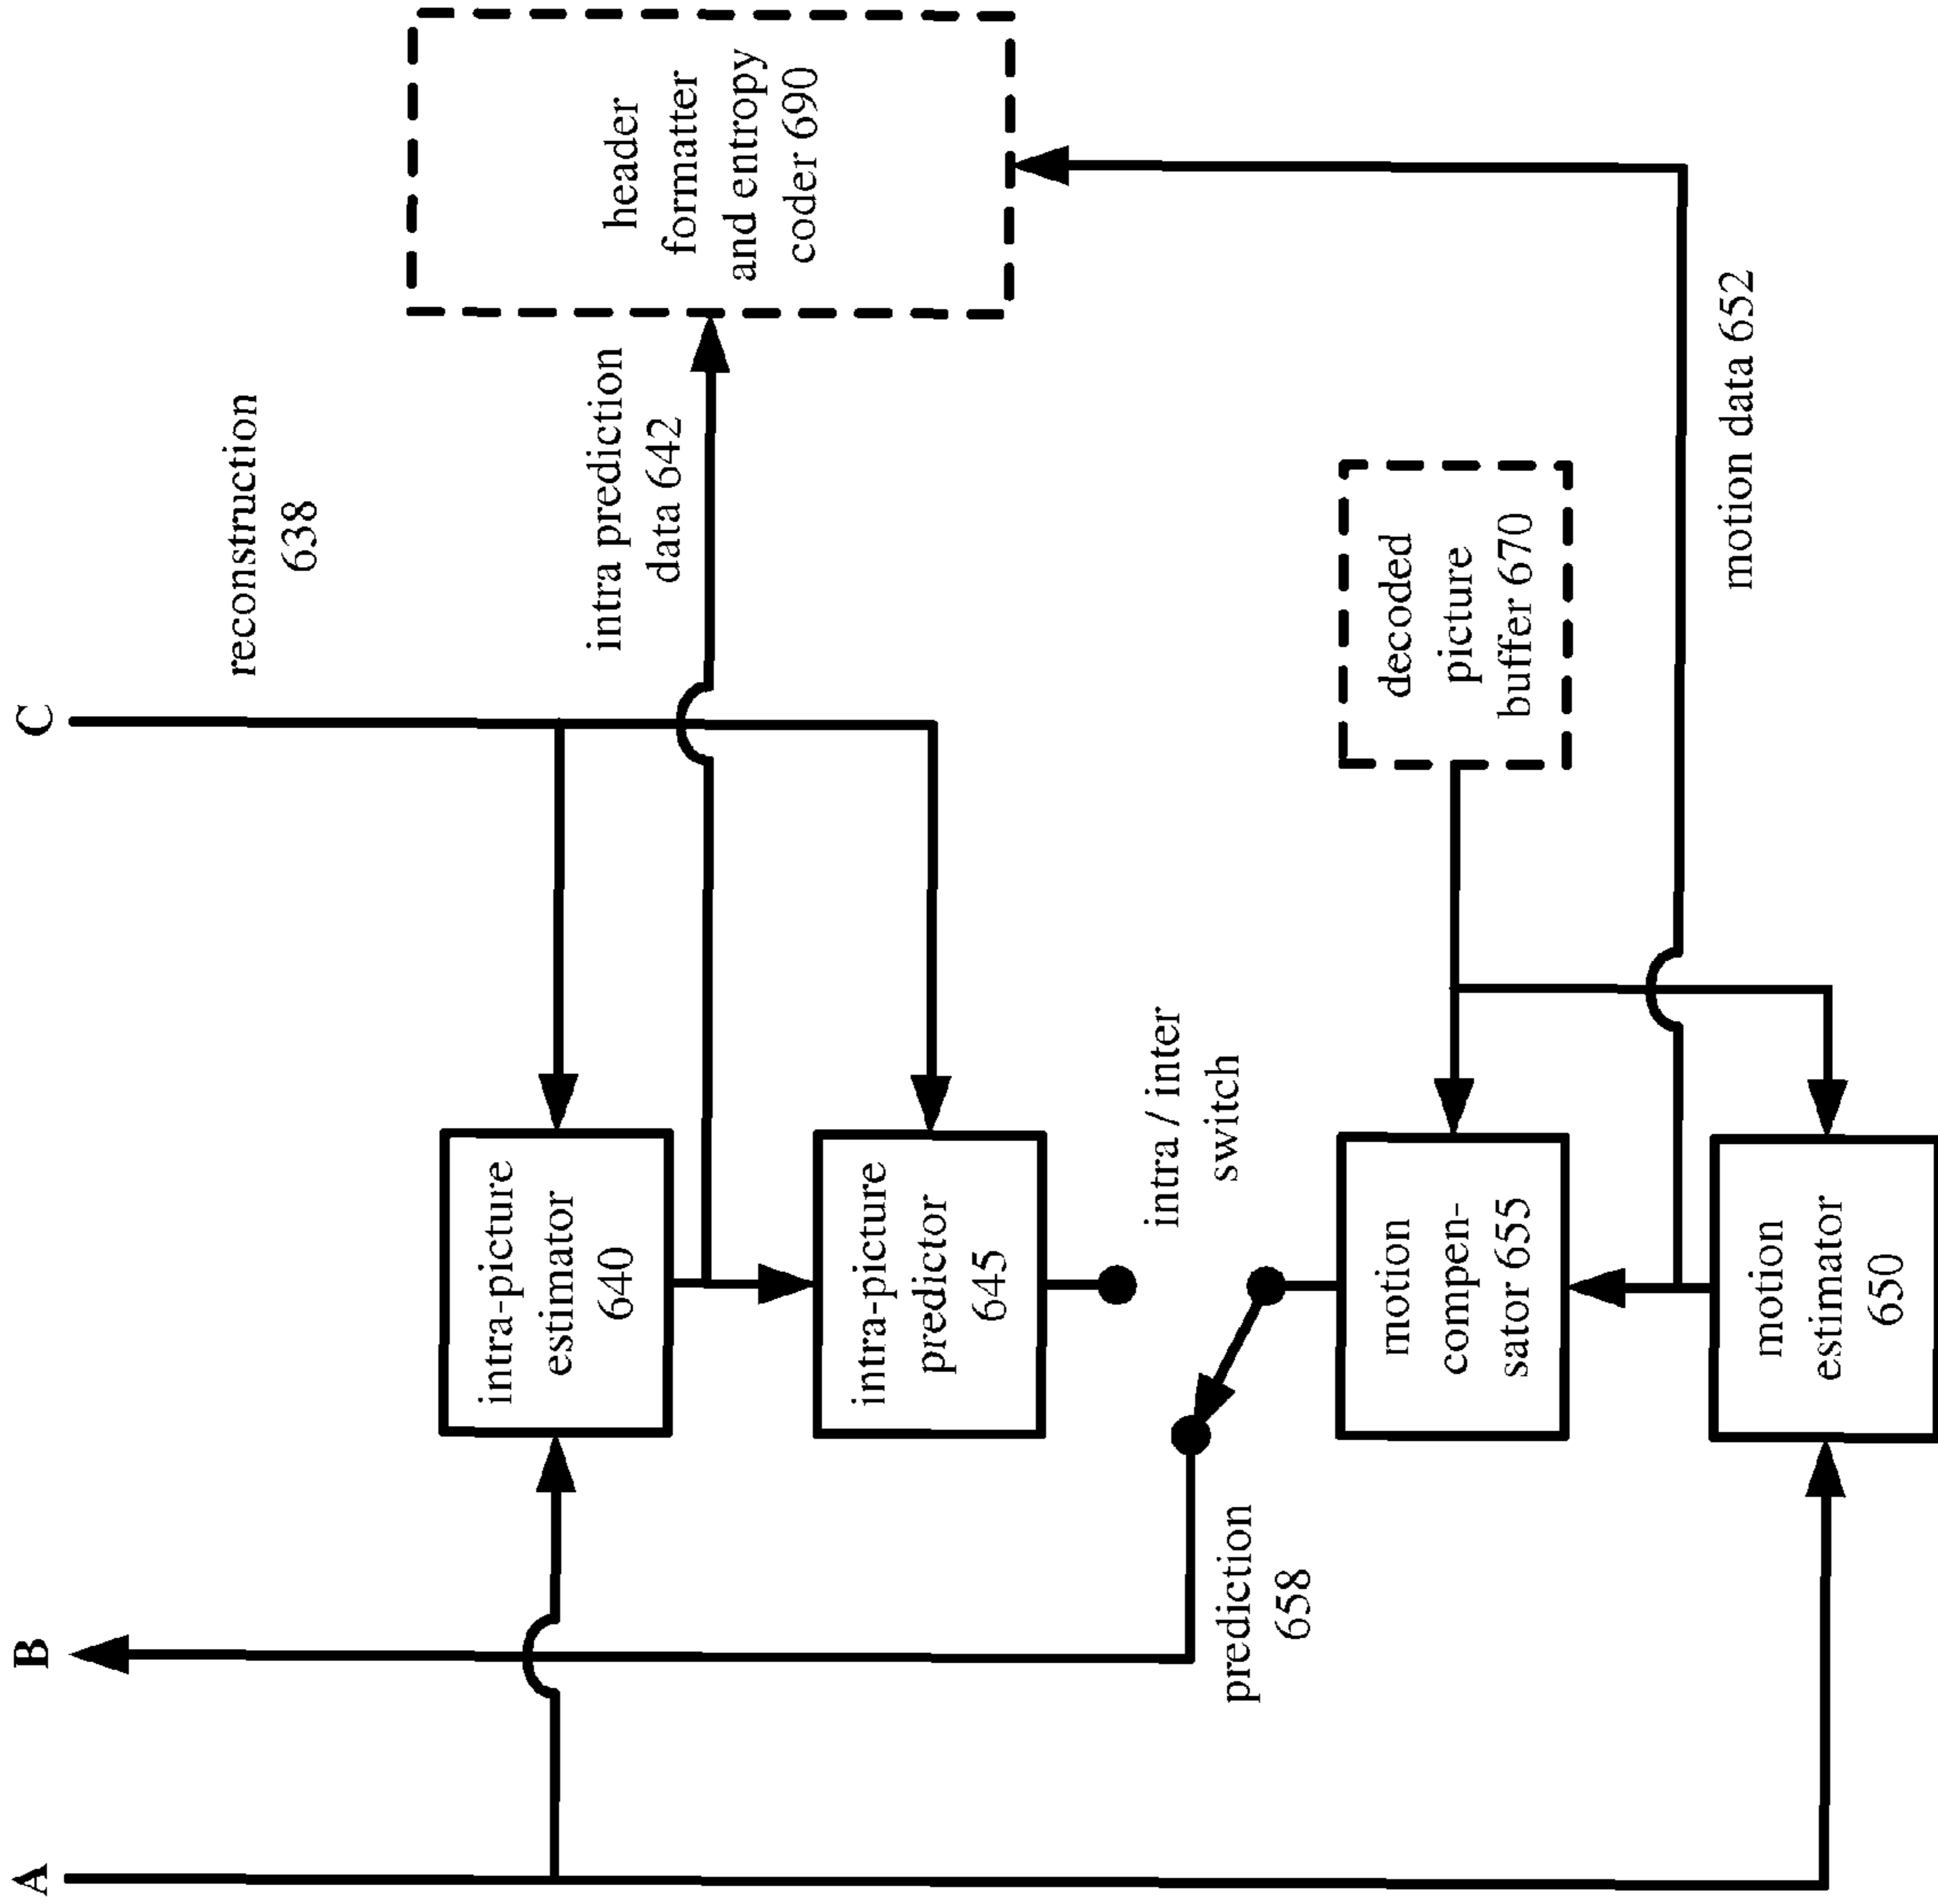 A
B
C
reconstruction
638
intra-picture
estimator
640
intra prediction
data 642
header
formatter
and entropy
coder 690
intra-picture
predictor
645
intra / inter
switch
prediction
658
motion
compen-
sator 655
decoded
picture
buffer 670
motion
estimator
650
motion data 652